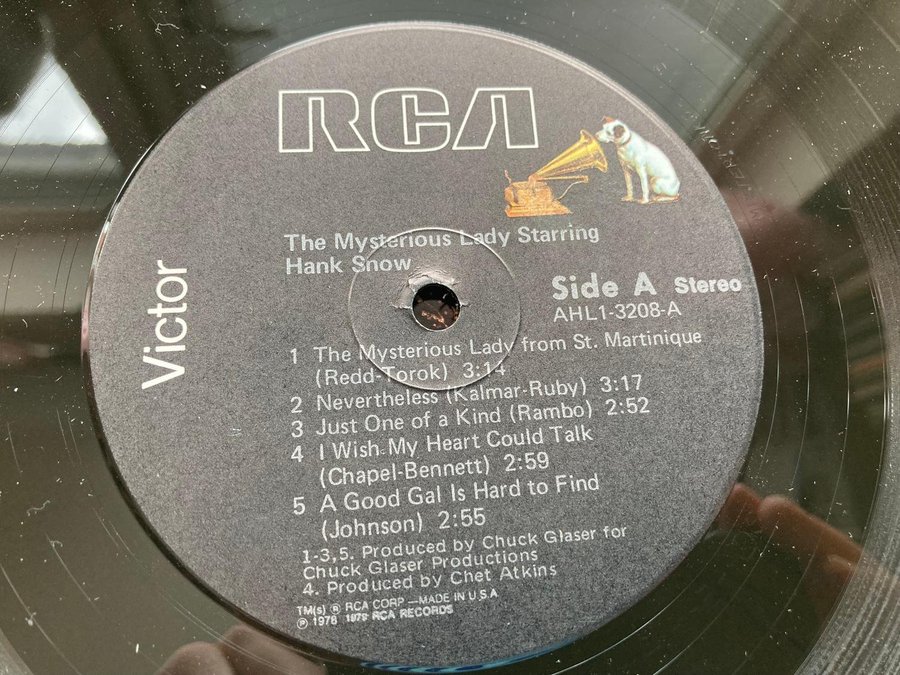 RCA
Victor
The Mysterious Lady Starring
Hank Snow
Side A Stereo
AHL1-3208-A
1 The Mysterious Lady from St. Martinique
(Redd-Torok) 3:14
2 Nevertheless (Kalmar-Ruby) 3:17
3 Just One of a Kind (Rambo) 2:52
4 I Wish My Heart Could Talk
(Chapel-Bennett) 2:59
5 A Good Gal Is Hard to Find
(Johnson) 2:55
1-3,5. Produced by Chuck Glaser for
Chuck Glaser Productions
4. Produced by Chet Atkins
TM(s) ® RCA CORP—MADE IN U.S.A
℗ 1978 1979 RCA RECORDS